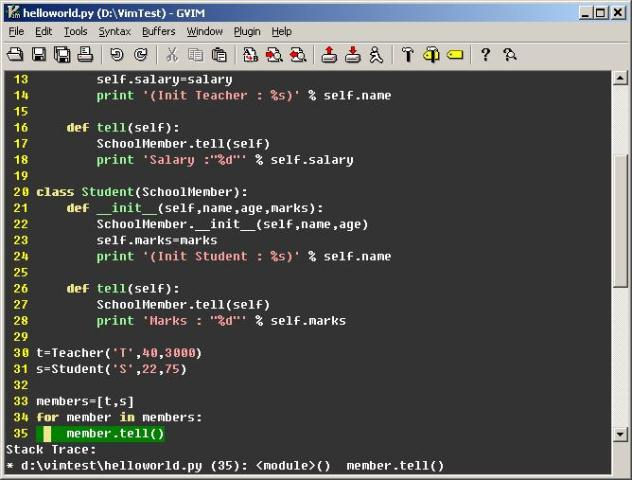 helloworld.py (D:\VimTest) - GVIM
File Edit Tools Syntax Buffers Window Plugin Help
13         self.salary=salary
14         print '(Init Teacher : %s)' % self.name
15
16     def tell(self):
17         SchoolMember.tell(self)
18         print 'Salary :"%d"' % self.salary
19
20 class Student(SchoolMember):
21     def __init__(self,name,age,marks):
22         SchoolMember.__init__(self,name,age)
23         self.marks=marks
24         print '(Init Student : %s)' % self.name
25
26     def tell(self):
27         SchoolMember.tell(self)
28         print 'Marks : "%d"' % self.marks
29
30 t=Teacher('T',40,3000)
31 s=Student('S',22,75)
32
33 members=[t,s]
34 for member in members:
35     member.tell()
Stack Trace:
* d:\vimtest\helloworld.py (35): <module>()  member.tell()